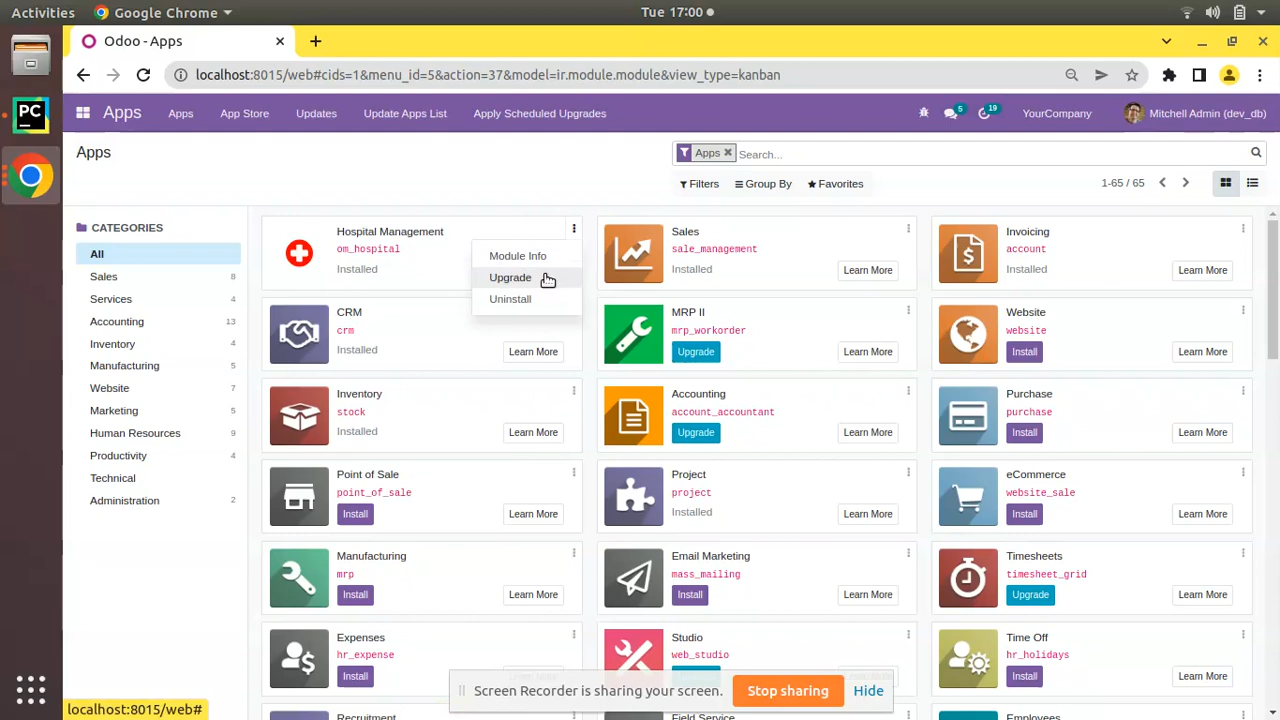 Activities
Google Chrome
Tue 17:00
Odoo - Apps
localhost:8015/web#cids=1&menu_id=5&action=37&model=ir.module.module&view_type=kanban
Apps
Apps
App Store
Updates
Update Apps List
Apply Scheduled Upgrades
5
19
YourCompany
Mitchell Admin (dev_db)
Apps
Apps
Search...
Filters
Group By
Favorites
1-65 / 65
CATEGORIES
All
Sales 8
Services 4
Accounting 13
Inventory 4
Manufacturing 5
Website 7
Marketing 5
Human Resources 9
Productivity 4
Technical
Administration 2
Hospital Management
om_hospital
Installed
Module Info
Upgrade
Uninstall
Sales
sale_management
Installed
Learn More
Invoicing
account
Installed
Learn More
CRM
crm
Installed
Learn More
MRP II
mrp_workorder
Upgrade
Learn More
Website
website
Install
Learn More
Inventory
stock
Installed
Learn More
Accounting
account_accountant
Upgrade
Learn More
Purchase
purchase
Install
Learn More
Point of Sale
point_of_sale
Install
Learn More
Project
project
Installed
Learn More
eCommerce
website_sale
Install
Learn More
Manufacturing
mrp
Install
Learn More
Email Marketing
mass_mailing
Install
Learn More
Timesheets
timesheet_grid
Upgrade
Learn More
Expenses
hr_expense
Install
Studio
web_studio
Time Off
hr_holidays
Install
Learn More
Recruitment
Field Service
Employees
Screen Recorder is sharing your screen.
Stop sharing
Hide
localhost:8015/web#
PC